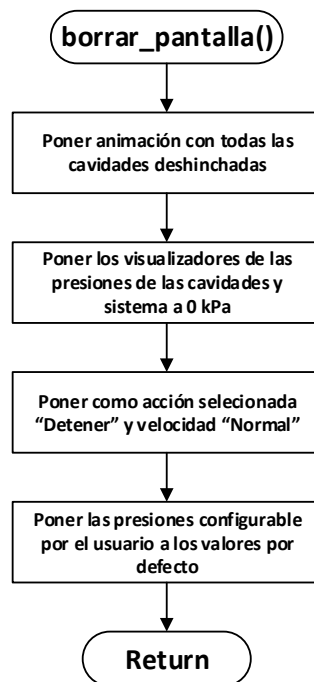 borrar_pantalla()
Poner animación con todas las
cavidades deshinchadas
Poner los visualizadores de las
presiones de las cavidades y
sistema a 0 kPa
Poner como acción selecionada
“Detener” y velocidad “Normal”
Poner las presiones configurable
por el usuario a los valores por
defecto
Return